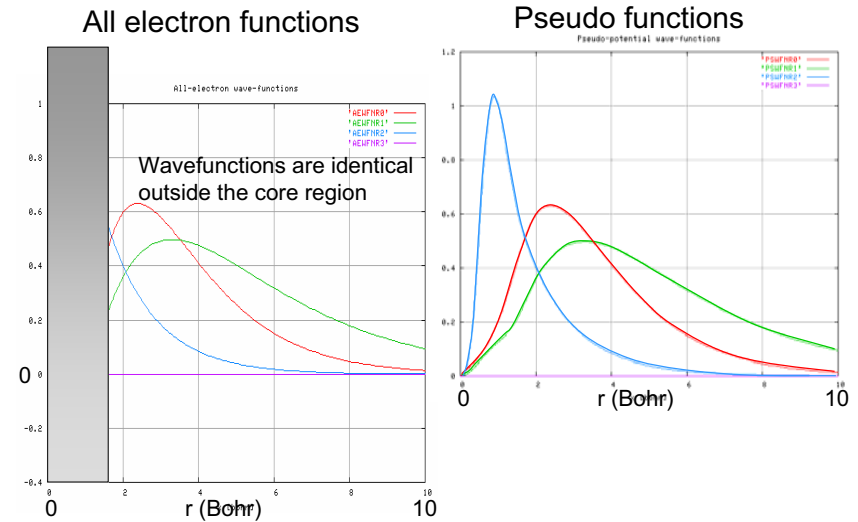 All electron functions
All-electron wave-functions
'AEWFNR0'
'AEWFNR1'
'AEWFNR2'
'AEWFNR3'
Wavefunctions are identical
outside the core region
1
0.8
0.6
0.4
0.2
0 0
-0.2
-0.4
0 2 4 6 8 10
0 r (Bohr) 10
Pseudo functions
Pseudo-potential wave-functions
'PSWFNR0'
'PSWFNR1'
'PSWFNR2'
'PSWFNR3'
1.2
1
0.8
0.6
0.4
0.2
0
0 2 4 6 8 10
0 r (Bohr) 10